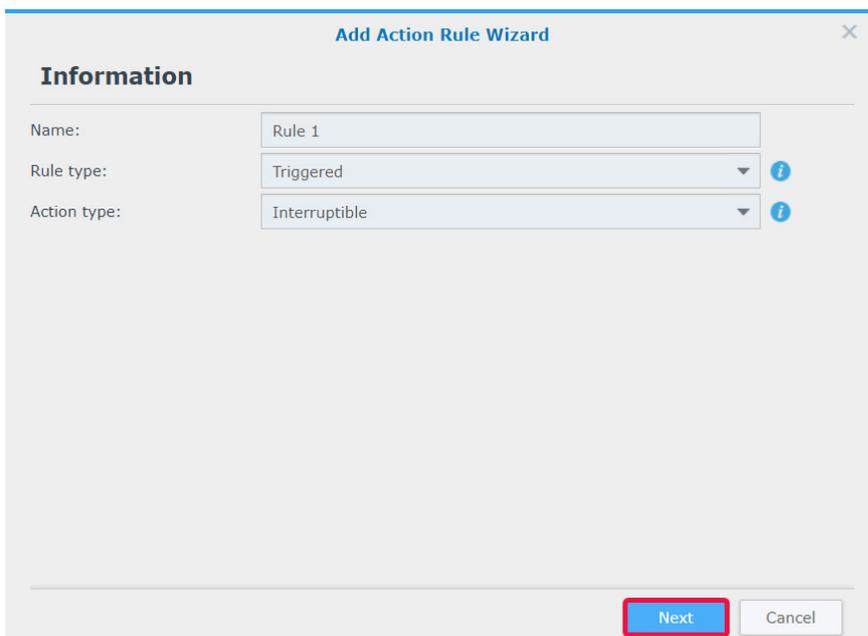 Add Action Rule Wizard
Information
Name: Rule 1
Rule type: Triggered
Action type: Interruptible
Next Cancel